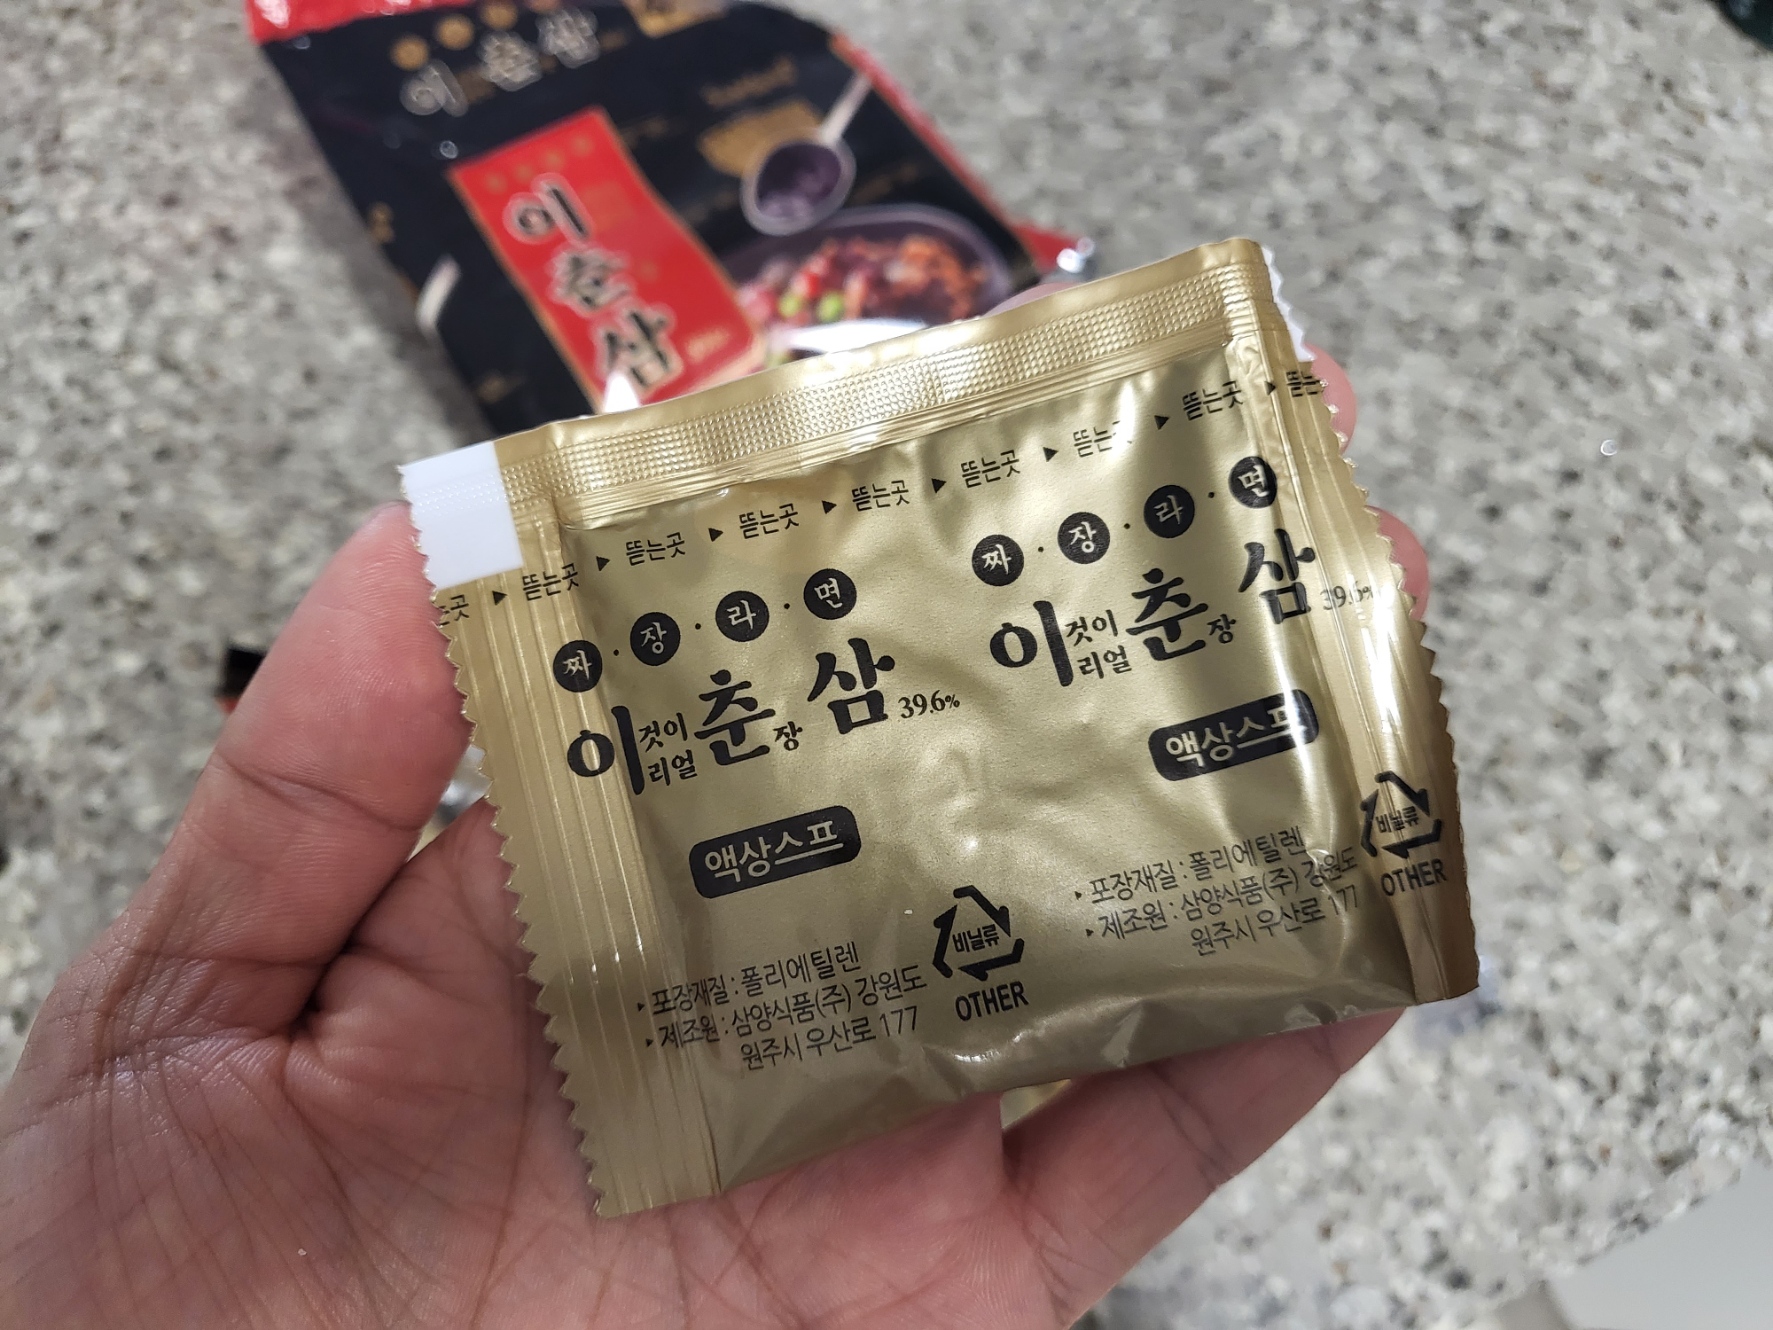 이춘삼
이
춘
삼
뜯는곳 ▶ 뜯는곳 ▶ 뜯는곳 ▶ 뜯는곳 ▶ 뜯는곳 ▶ 뜯는곳 ▶ 뜯는곳 ▶
짜·장·라·면
이것이리얼춘장삼39.6%
액상스프
▸ 포장재질 : 폴리에틸렌
▸ 제조원 : 삼양식품(주) 강원도
원주시 우산로 177
비닐류
OTHER
짜·장·라·면
이것이리얼춘장삼39.6%
액상스프
▸ 포장재질 : 폴리에틸렌
▸ 제조원 : 삼양식품(주) 강원도
원주시 우산로 177
비닐류
OTHER